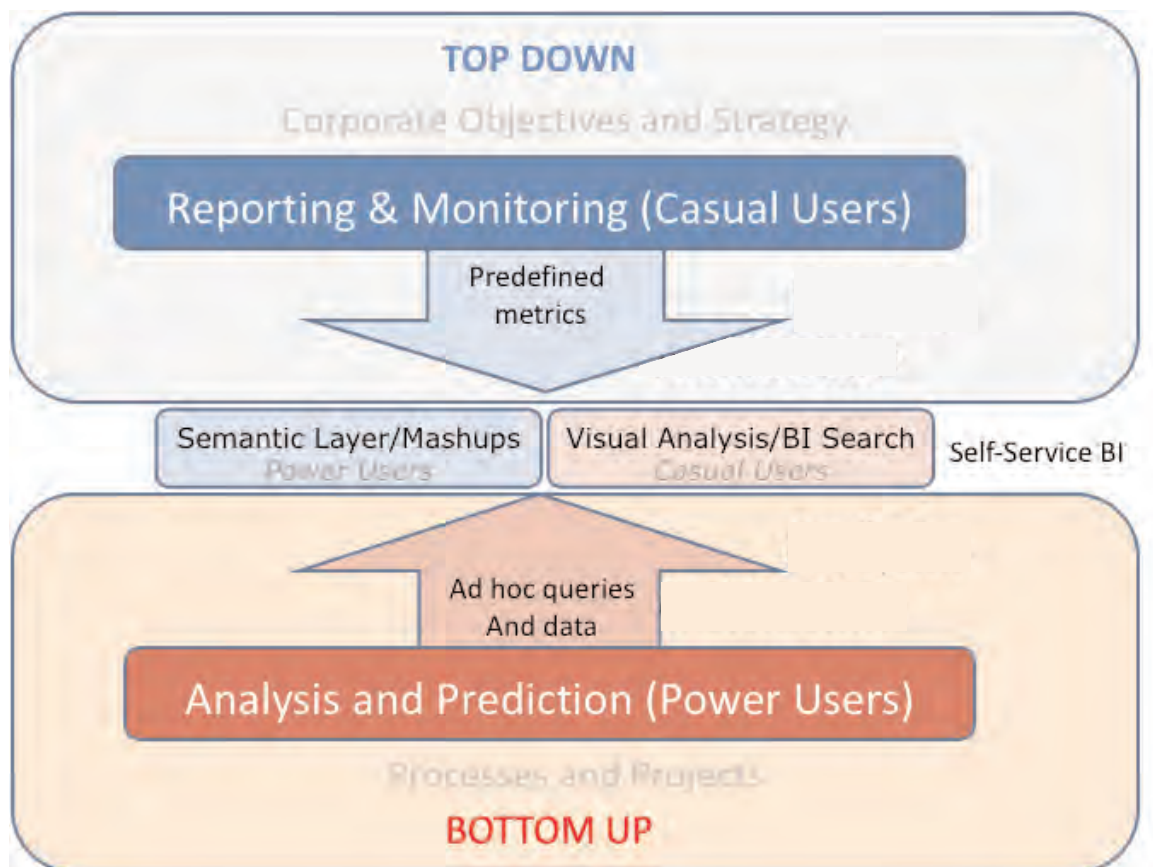 TOP DOWN
Corporate Objectives and Strategy
Reporting & Monitoring (Casual Users)
Predefined
metrics
Semantic Layer/Mashups
Power Users
Visual Analysis/BI Search
Casual Users
Self-Service BI
Ad hoc queries
And data
Analysis and Prediction (Power Users)
Processes and Projects
BOTTOM UP